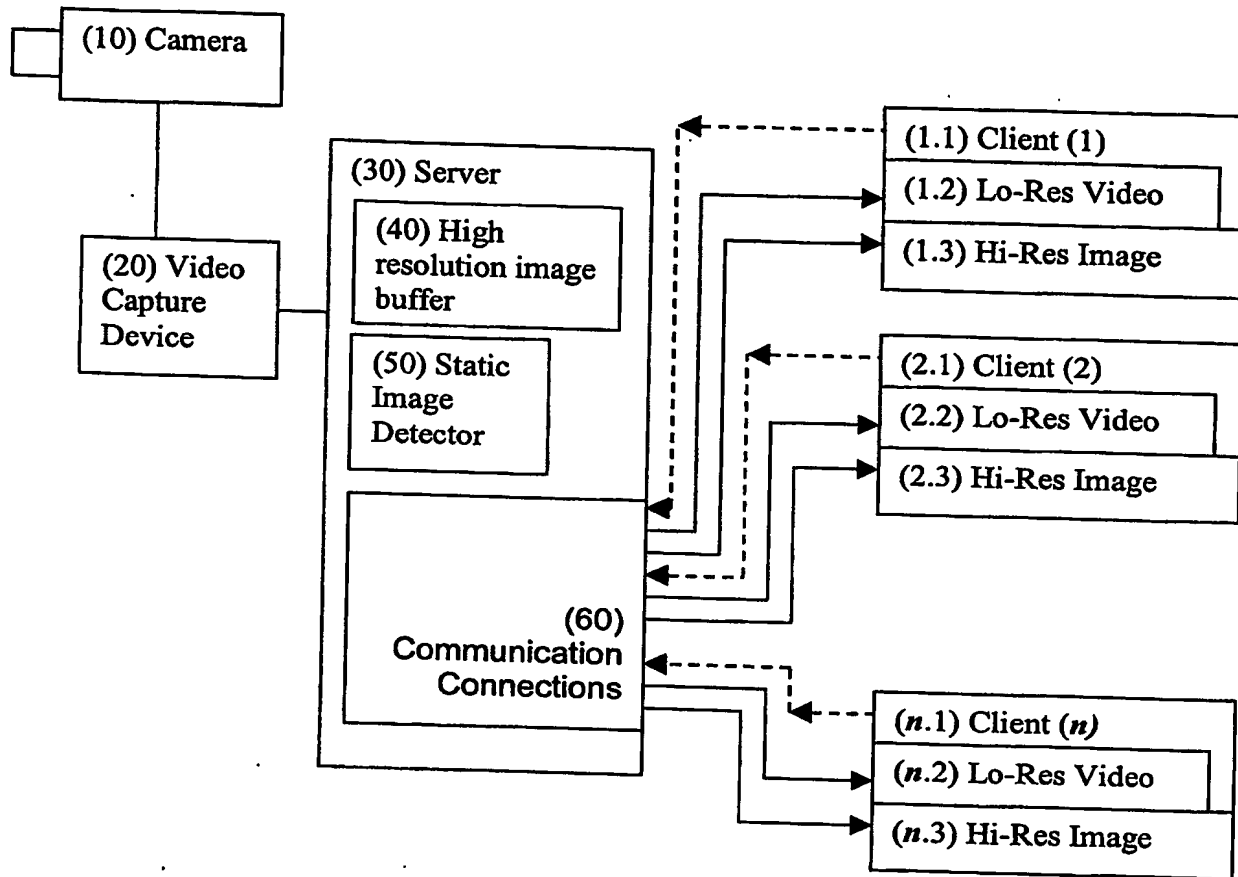 (10) Camera
(20) Video
Capture
Device
(30) Server
(40) High
resolution image
buffer
(50) Static
Image
Detector
(60)
Communication
Connections
(1.1) Client (1)
(1.2) Lo-Res Video
(1.3) Hi-Res Image
(2.1) Client (2)
(2.2) Lo-Res Video
(2.3) Hi-Res Image
(n.1) Client (n)
(n.2) Lo-Res Video
(n.3) Hi-Res Image